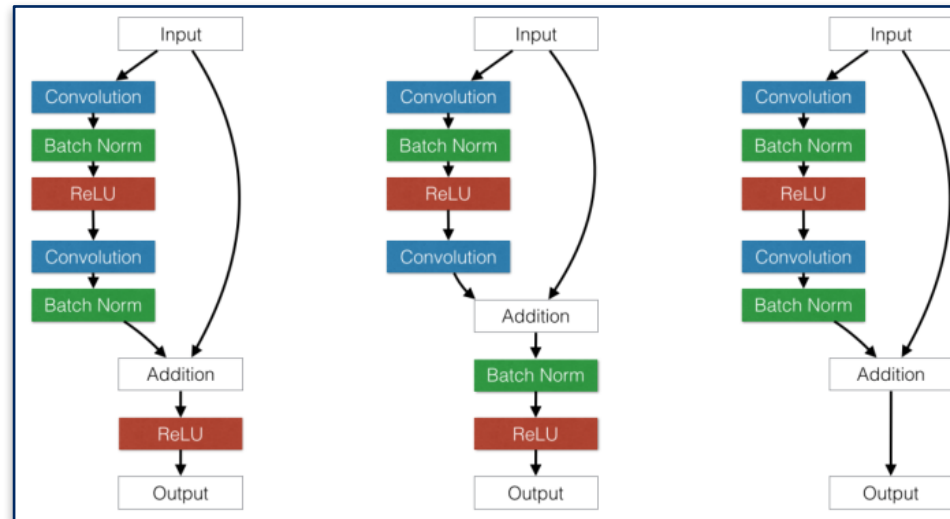 Input
Convolution
Batch Norm
ReLU
Convolution
Batch Norm
Addition
ReLU
Output
Input
Convolution
Batch Norm
ReLU
Convolution
Addition
Batch Norm
ReLU
Output
Input
Convolution
Batch Norm
ReLU
Convolution
Batch Norm
Addition
Output